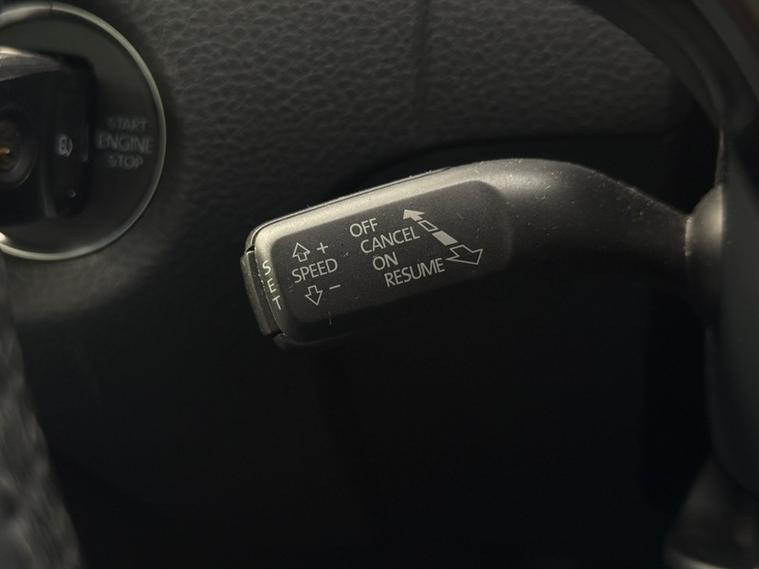 START
ENGINE
STOP
OFF
CANCEL
ON
RESUME
+
SPEED
−
SET